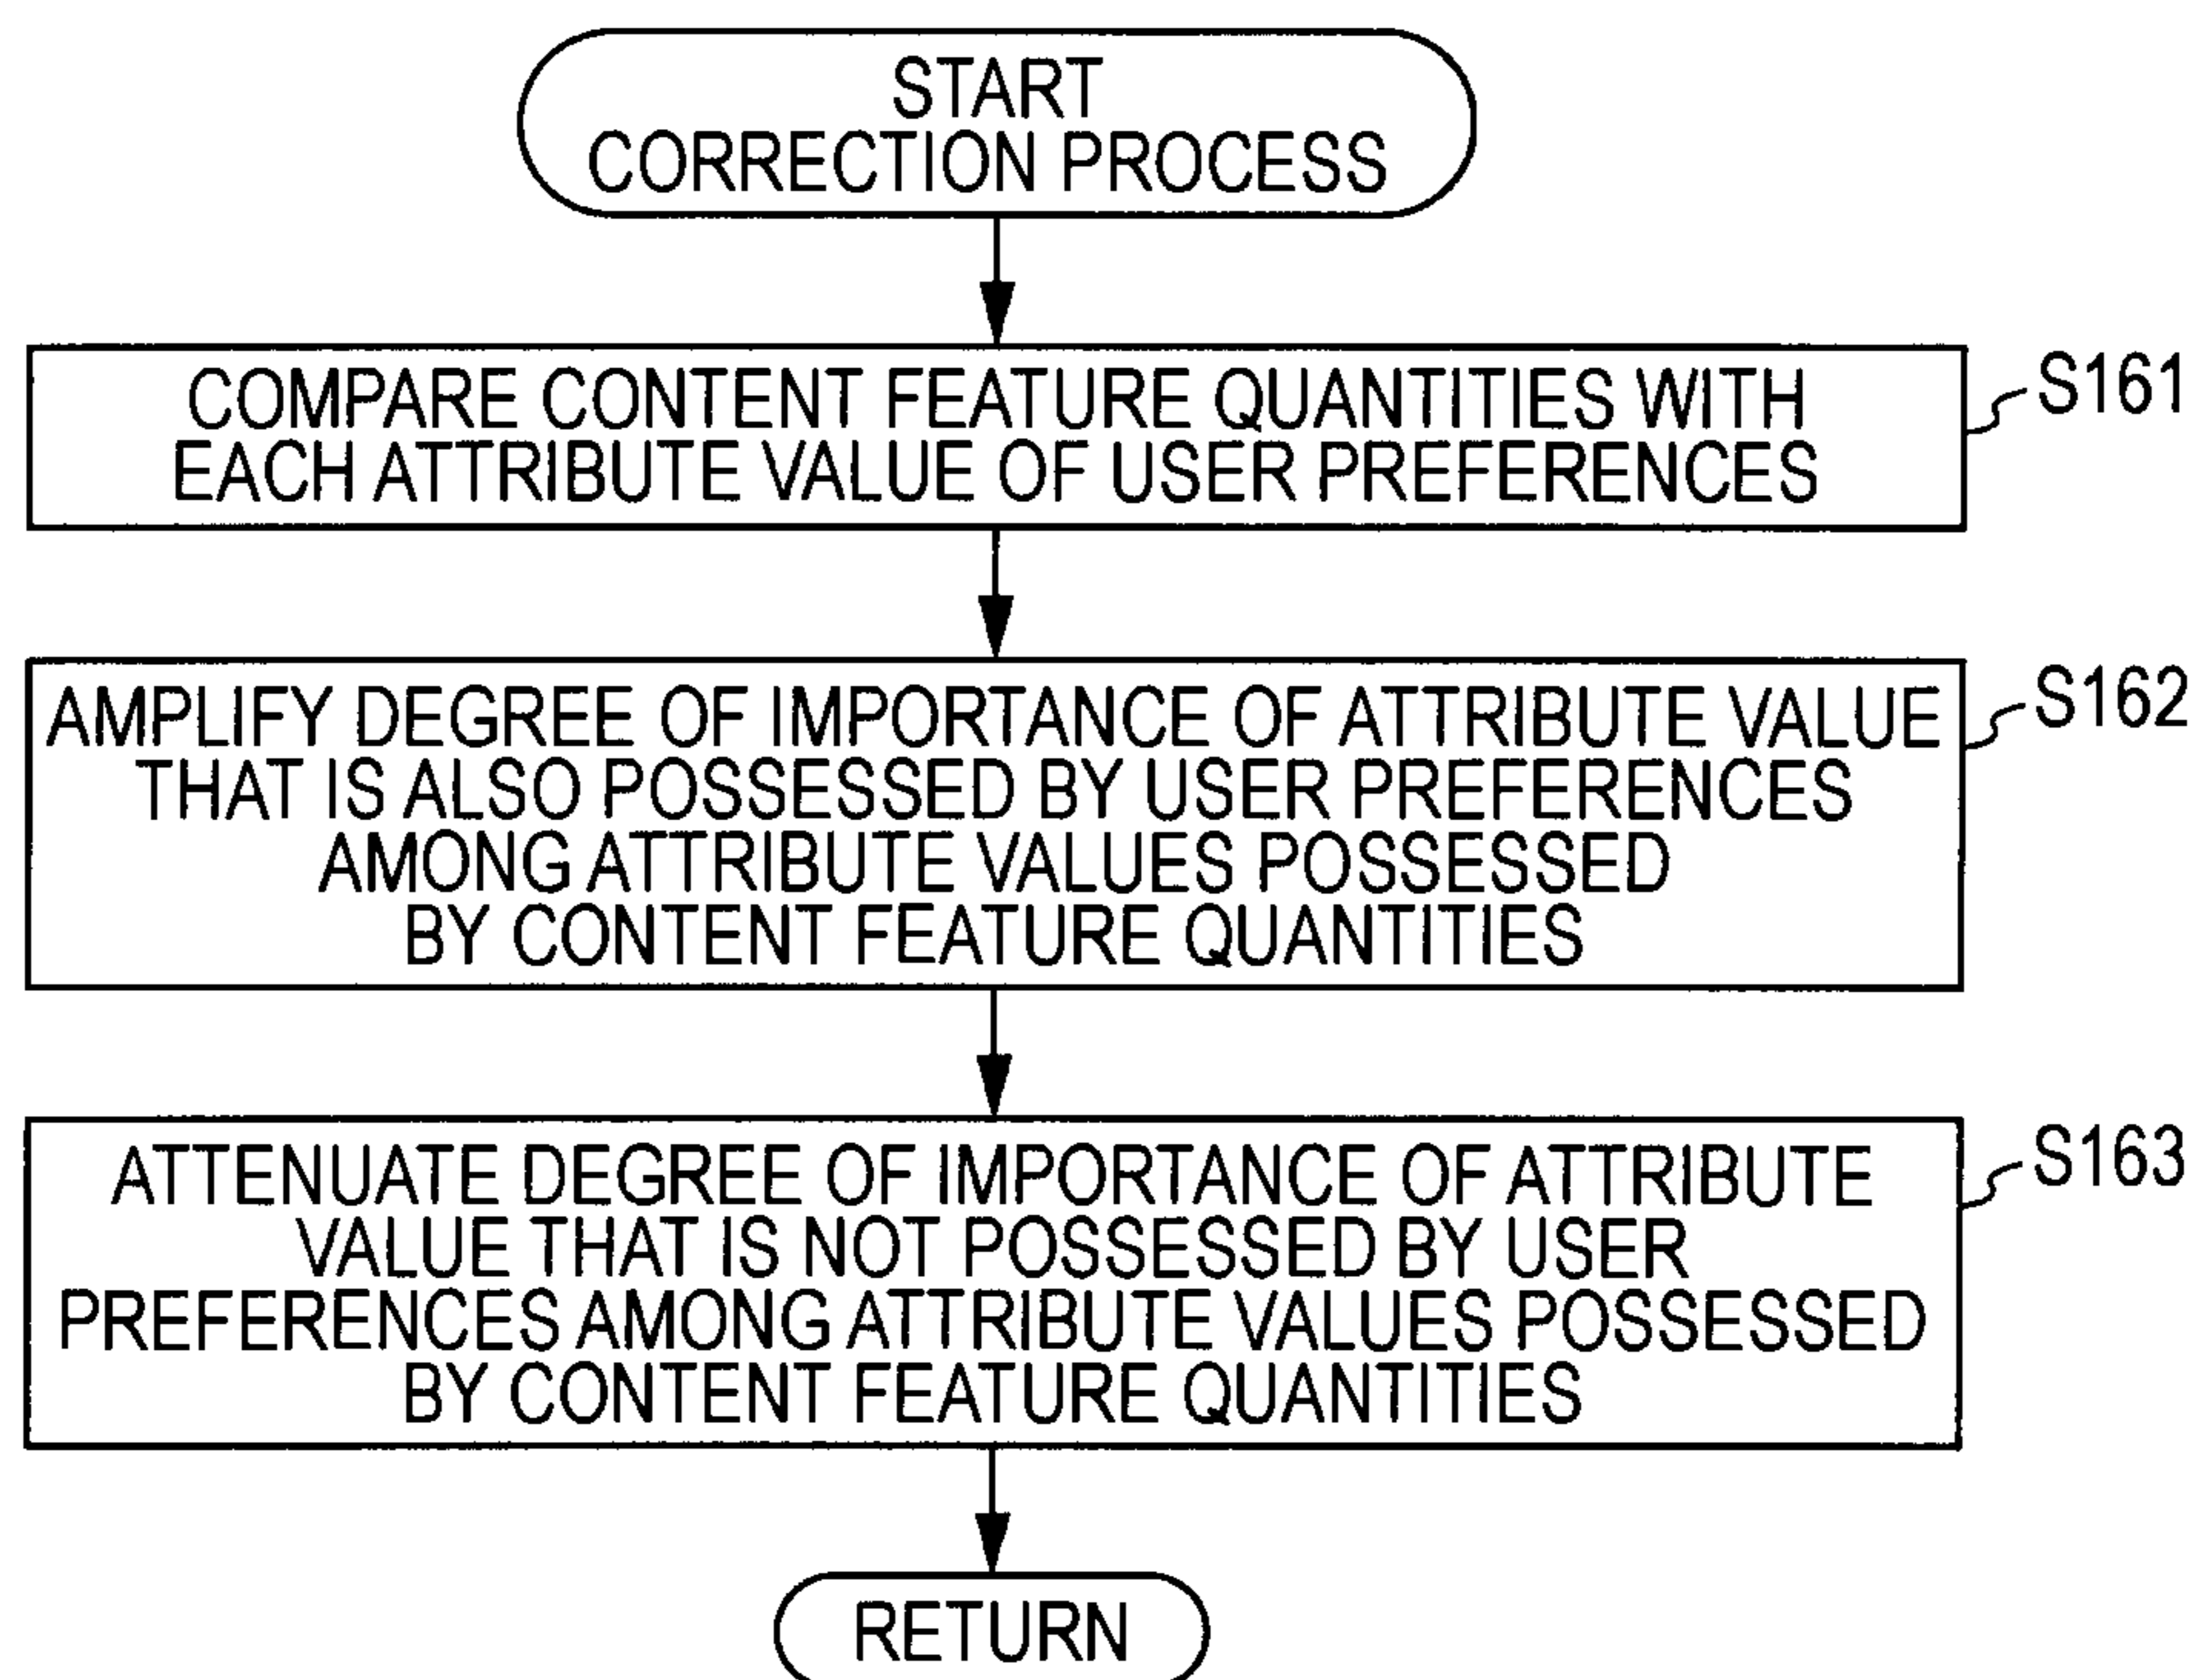 START
CORRECTION PROCESS
COMPARE CONTENT FEATURE QUANTITIES WITH
EACH ATTRIBUTE VALUE OF USER PREFERENCES
S161
AMPLIFY DEGREE OF IMPORTANCE OF ATTRIBUTE VALUE
THAT IS ALSO POSSESSED BY USER PREFERENCES
AMONG ATTRIBUTE VALUES POSSESSED
BY CONTENT FEATURE QUANTITIES
S162
ATTENUATE DEGREE OF IMPORTANCE OF ATTRIBUTE
VALUE THAT IS NOT POSSESSED BY USER
PREFERENCES AMONG ATTRIBUTE VALUES POSSESSED
BY CONTENT FEATURE QUANTITIES
S163
RETURN